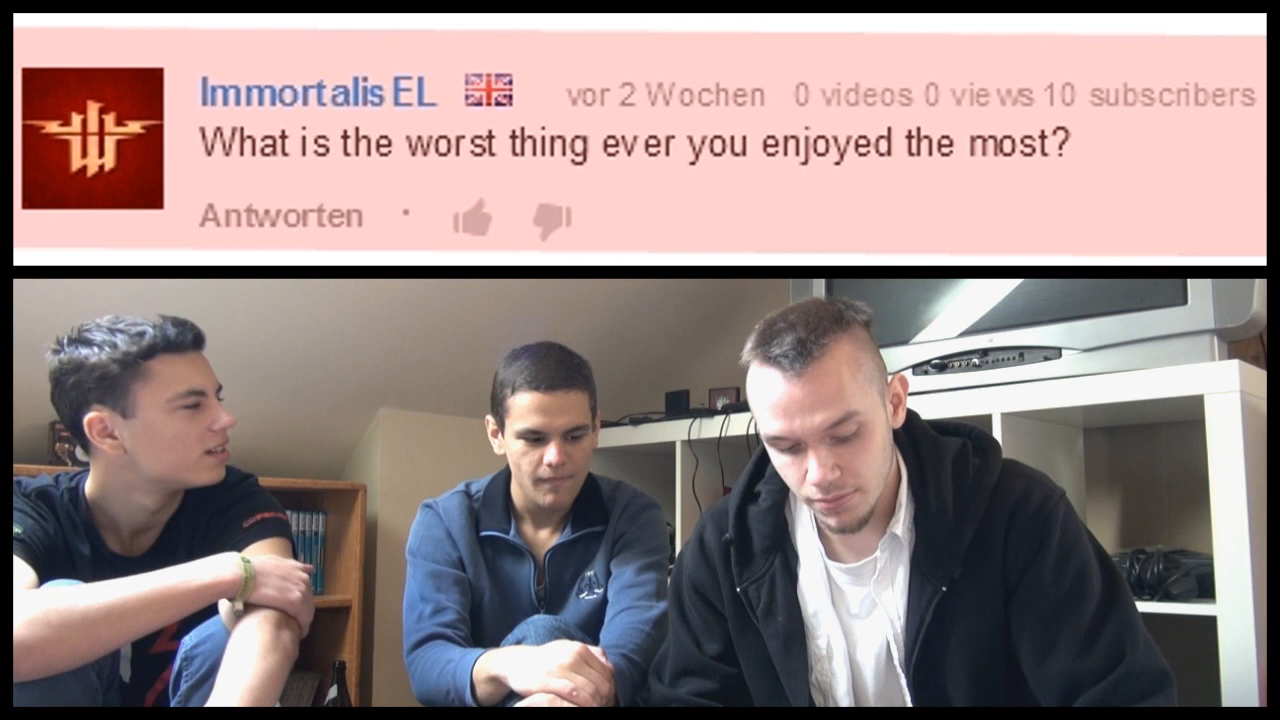 Immortalis EL vor 2 Wochen 0 videos 0 views 10 subscribers
What is the worst thing ever you enjoyed the most?
Antworten ·